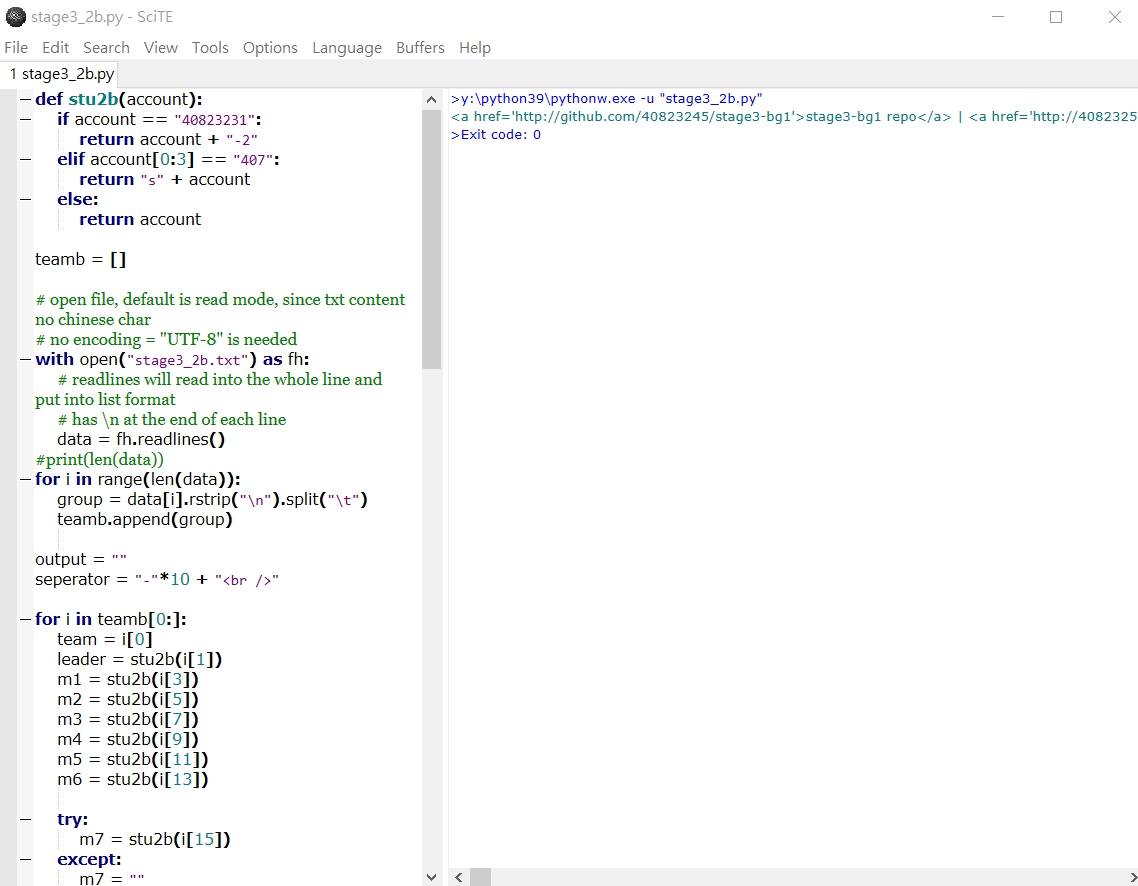 stage3_2b.py - SciTE
File Edit Search View Tools Options Language Buffers Help
1 stage3_2b.py
def stu2b(account):
if account == "40823231":
return account + "-2"
elif account[0:3] == "407":
return "s" + account
else:
return account
teamb = []
# open file, default is read mode, since txt content
no chinese char
# no encoding = "UTF-8" is needed
with open("stage3_2b.txt") as fh:
# readlines will read into the whole line and
put into list format
# has \n at the end of each line
data = fh.readlines()
#print(len(data))
for i in range(len(data)):
group = data[i].rstrip("\n").split("\t")
teamb.append(group)
output = ""
seperator = "-"*10 + "<br />"
for i in teamb[0:]:
team = i[0]
leader = stu2b(i[1])
m1 = stu2b(i[3])
m2 = stu2b(i[5])
m3 = stu2b(i[7])
m4 = stu2b(i[9])
m5 = stu2b(i[11])
m6 = stu2b(i[13])
try:
m7 = stu2b(i[15])
except:
m7 = ""
>y:\python39\pythonw.exe -u "stage3_2b.py"
<a href='http://github.com/40823245/stage3-bg1'>stage3-bg1 repo</a> | <a href='http://4082325
>Exit code: 0